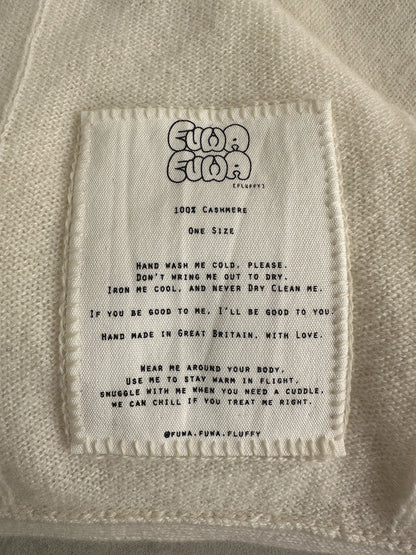 FUWA
FUWA
[FLUFFY]
100% CASHMERE
ONE SIZE
HAND WASH ME COLD, PLEASE.
DON'T WRING ME OUT TO DRY.
IRON ME COOL, AND NEVER DRY CLEAN ME.
IF YOU BE GOOD TO ME, I'LL BE GOOD TO YOU.
HAND MADE IN GREAT BRITAIN, WITH LOVE.
WEAR ME AROUND YOUR BODY.
USE ME TO STAY WARM IN FLIGHT.
SNUGGLE WITH ME WHEN YOU NEED A CUDDLE.
WE CAN CHILL IF YOU TREAT ME RIGHT.
@FUWA.FUWA.FLUFFY